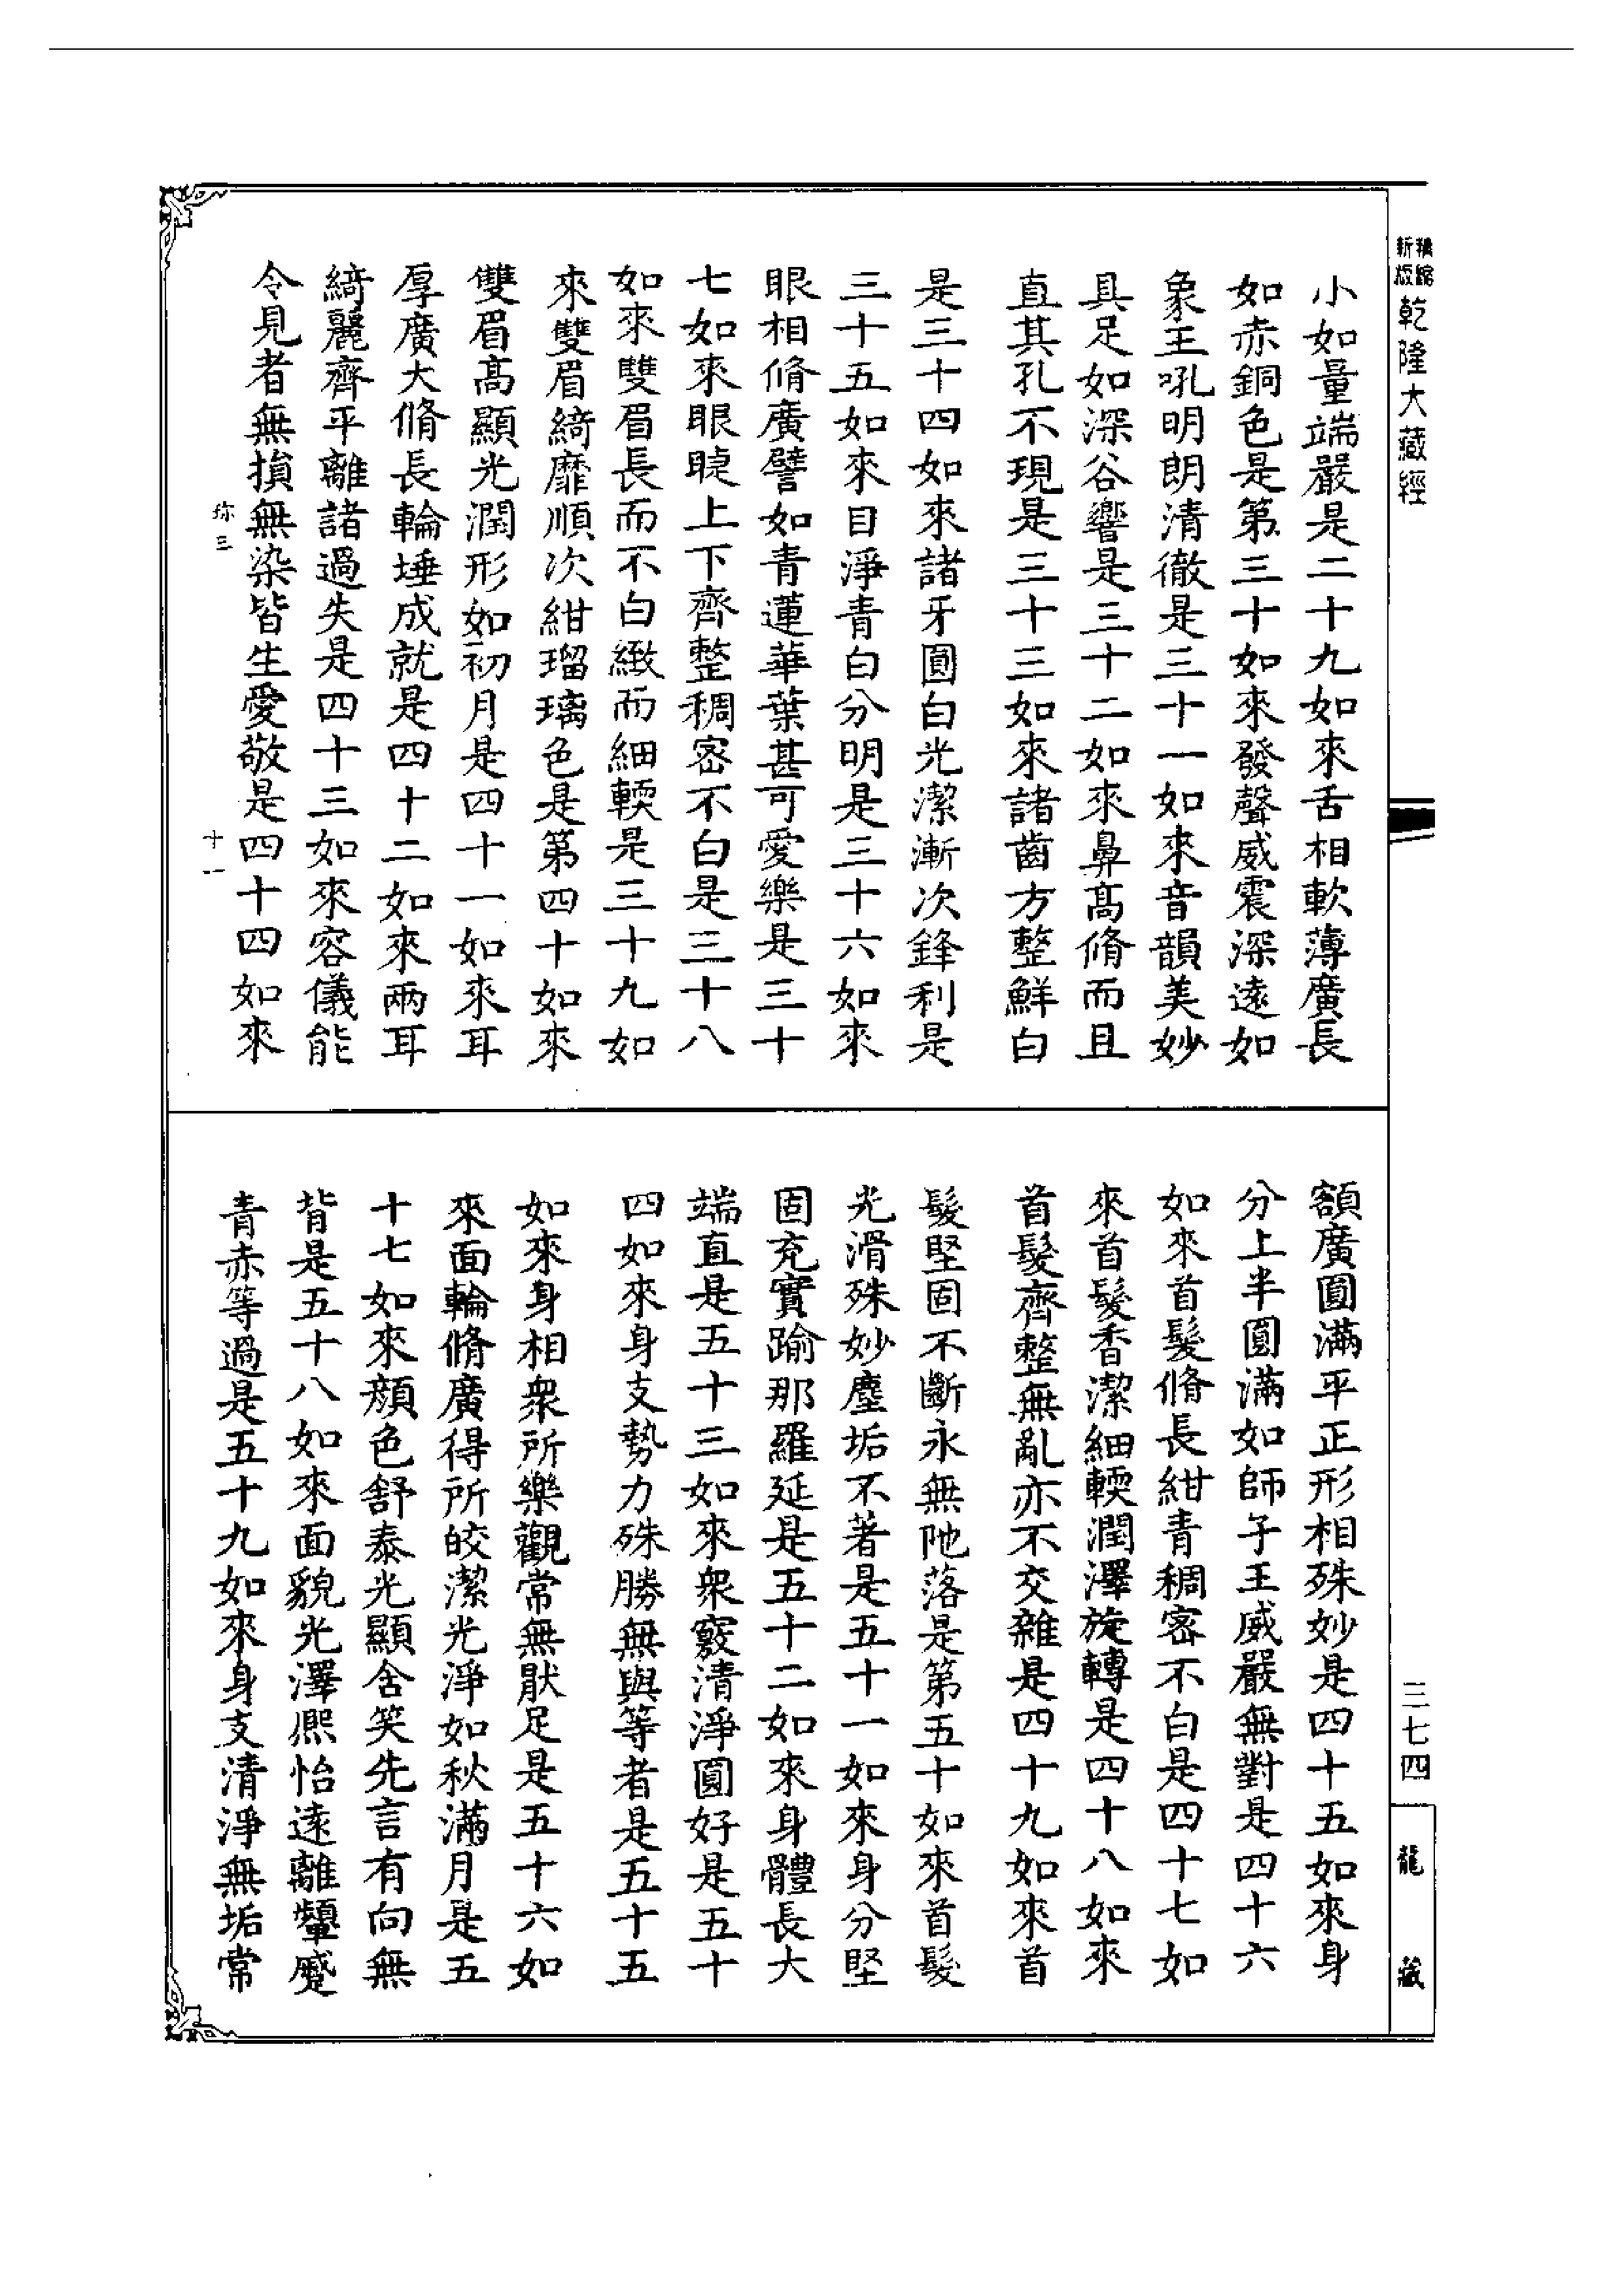 新版精縮
乾隆大藏經
小如量端嚴是二十九如來舌相軟薄廣長
如赤銅色是第三十如來發聲威震深遠如
象王吼明朗清徹是三十一如來音韻美妙
具足如深谷響是三十二如來鼻高脩而且
直其孔不現是三十三如來諸齒方整鮮白
是三十四如來諸牙圓白光潔漸次鋒利是
三十五如來目淨青白分明是三十六如來
眼相脩廣譬如青蓮華葉甚可愛樂是三十
七如來眼睫上下齊整稠密不白是三十八
如來雙眉長而不白緻而細輭是三十九如
來雙眉綺靡順次紺瑠璃色是第四十如來
雙眉高顯光潤形如初月是四十一如來耳
厚廣大脩長輪埵成就是四十二如來兩耳
綺麗齊平離諸過失是四十三如來容儀能
令見者無損無染皆生愛敬是四十四如來
珎三
十一
額廣圓滿平正形相殊妙是四十五如來身
分上半圓滿如師子王威嚴無對是四十六
如來首髮脩長紺青稠密不白是四十七如
來首髮香潔細輭潤澤旋轉是四十八如來
首髮齊整無亂亦不交雜是四十九如來首
髮堅固不斷永無陁落是第五十如來首髮
光滑殊妙塵垢不著是五十一如來身分堅
固充實踰那羅延是五十二如來身體長大
端直是五十三如來眾竅清淨圓好是五十
四如來身支勢力殊勝無與等者是五十五
如來身相眾所樂觀常無猒足是五十六如
來面輪脩廣得所皎潔光淨如秋滿月是五
十七如來顏色舒泰光顯含笑先言有向無
背是五十八如來面貌光澤熈怡遠離顰蹙
青赤等過是五十九如來身支清淨無垢常
三七四
龍藏